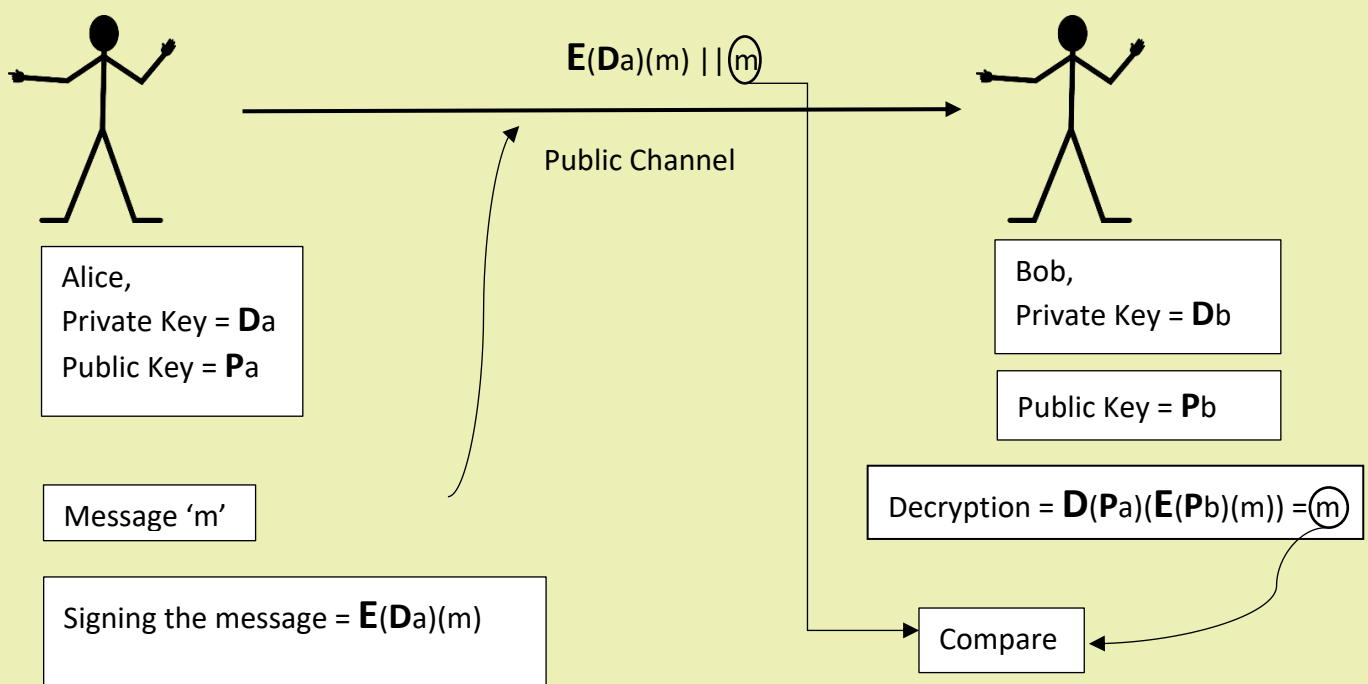 E(Da)(m) ||m
Public Channel
Alice,
Private Key = Da
Public Key = Pa
Bob,
Private Key = Db
Public Key = Pb
Message ‘m’
Decryption = D(Pa)(E(Pb)(m)) =m
Signing the message = E(Da)(m)
Compare